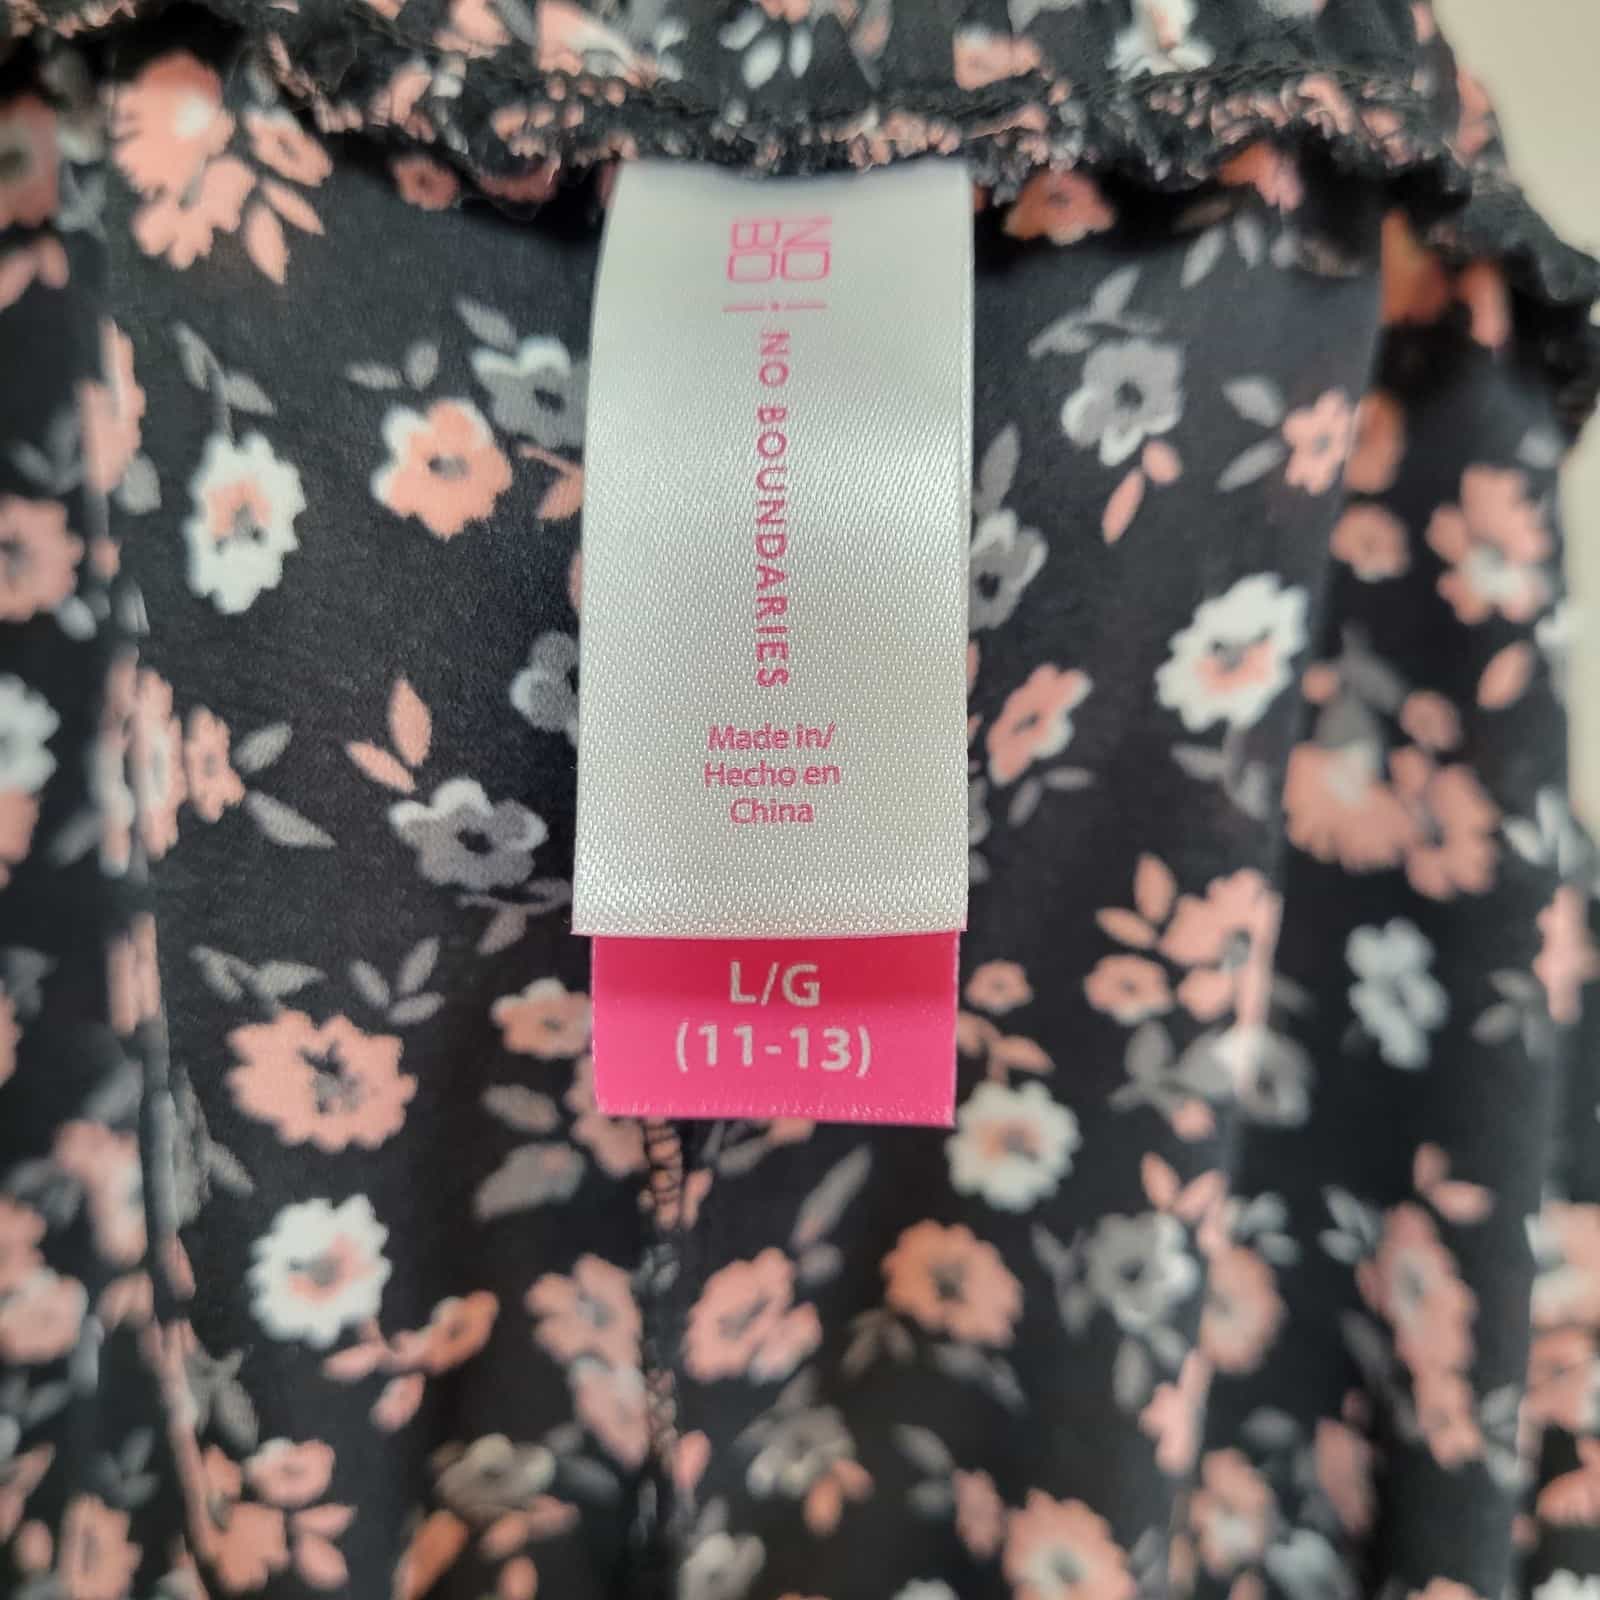 NO
BO
NO BOUNDARIES
Made in/
Hecho en
China
L/G
(11-13)